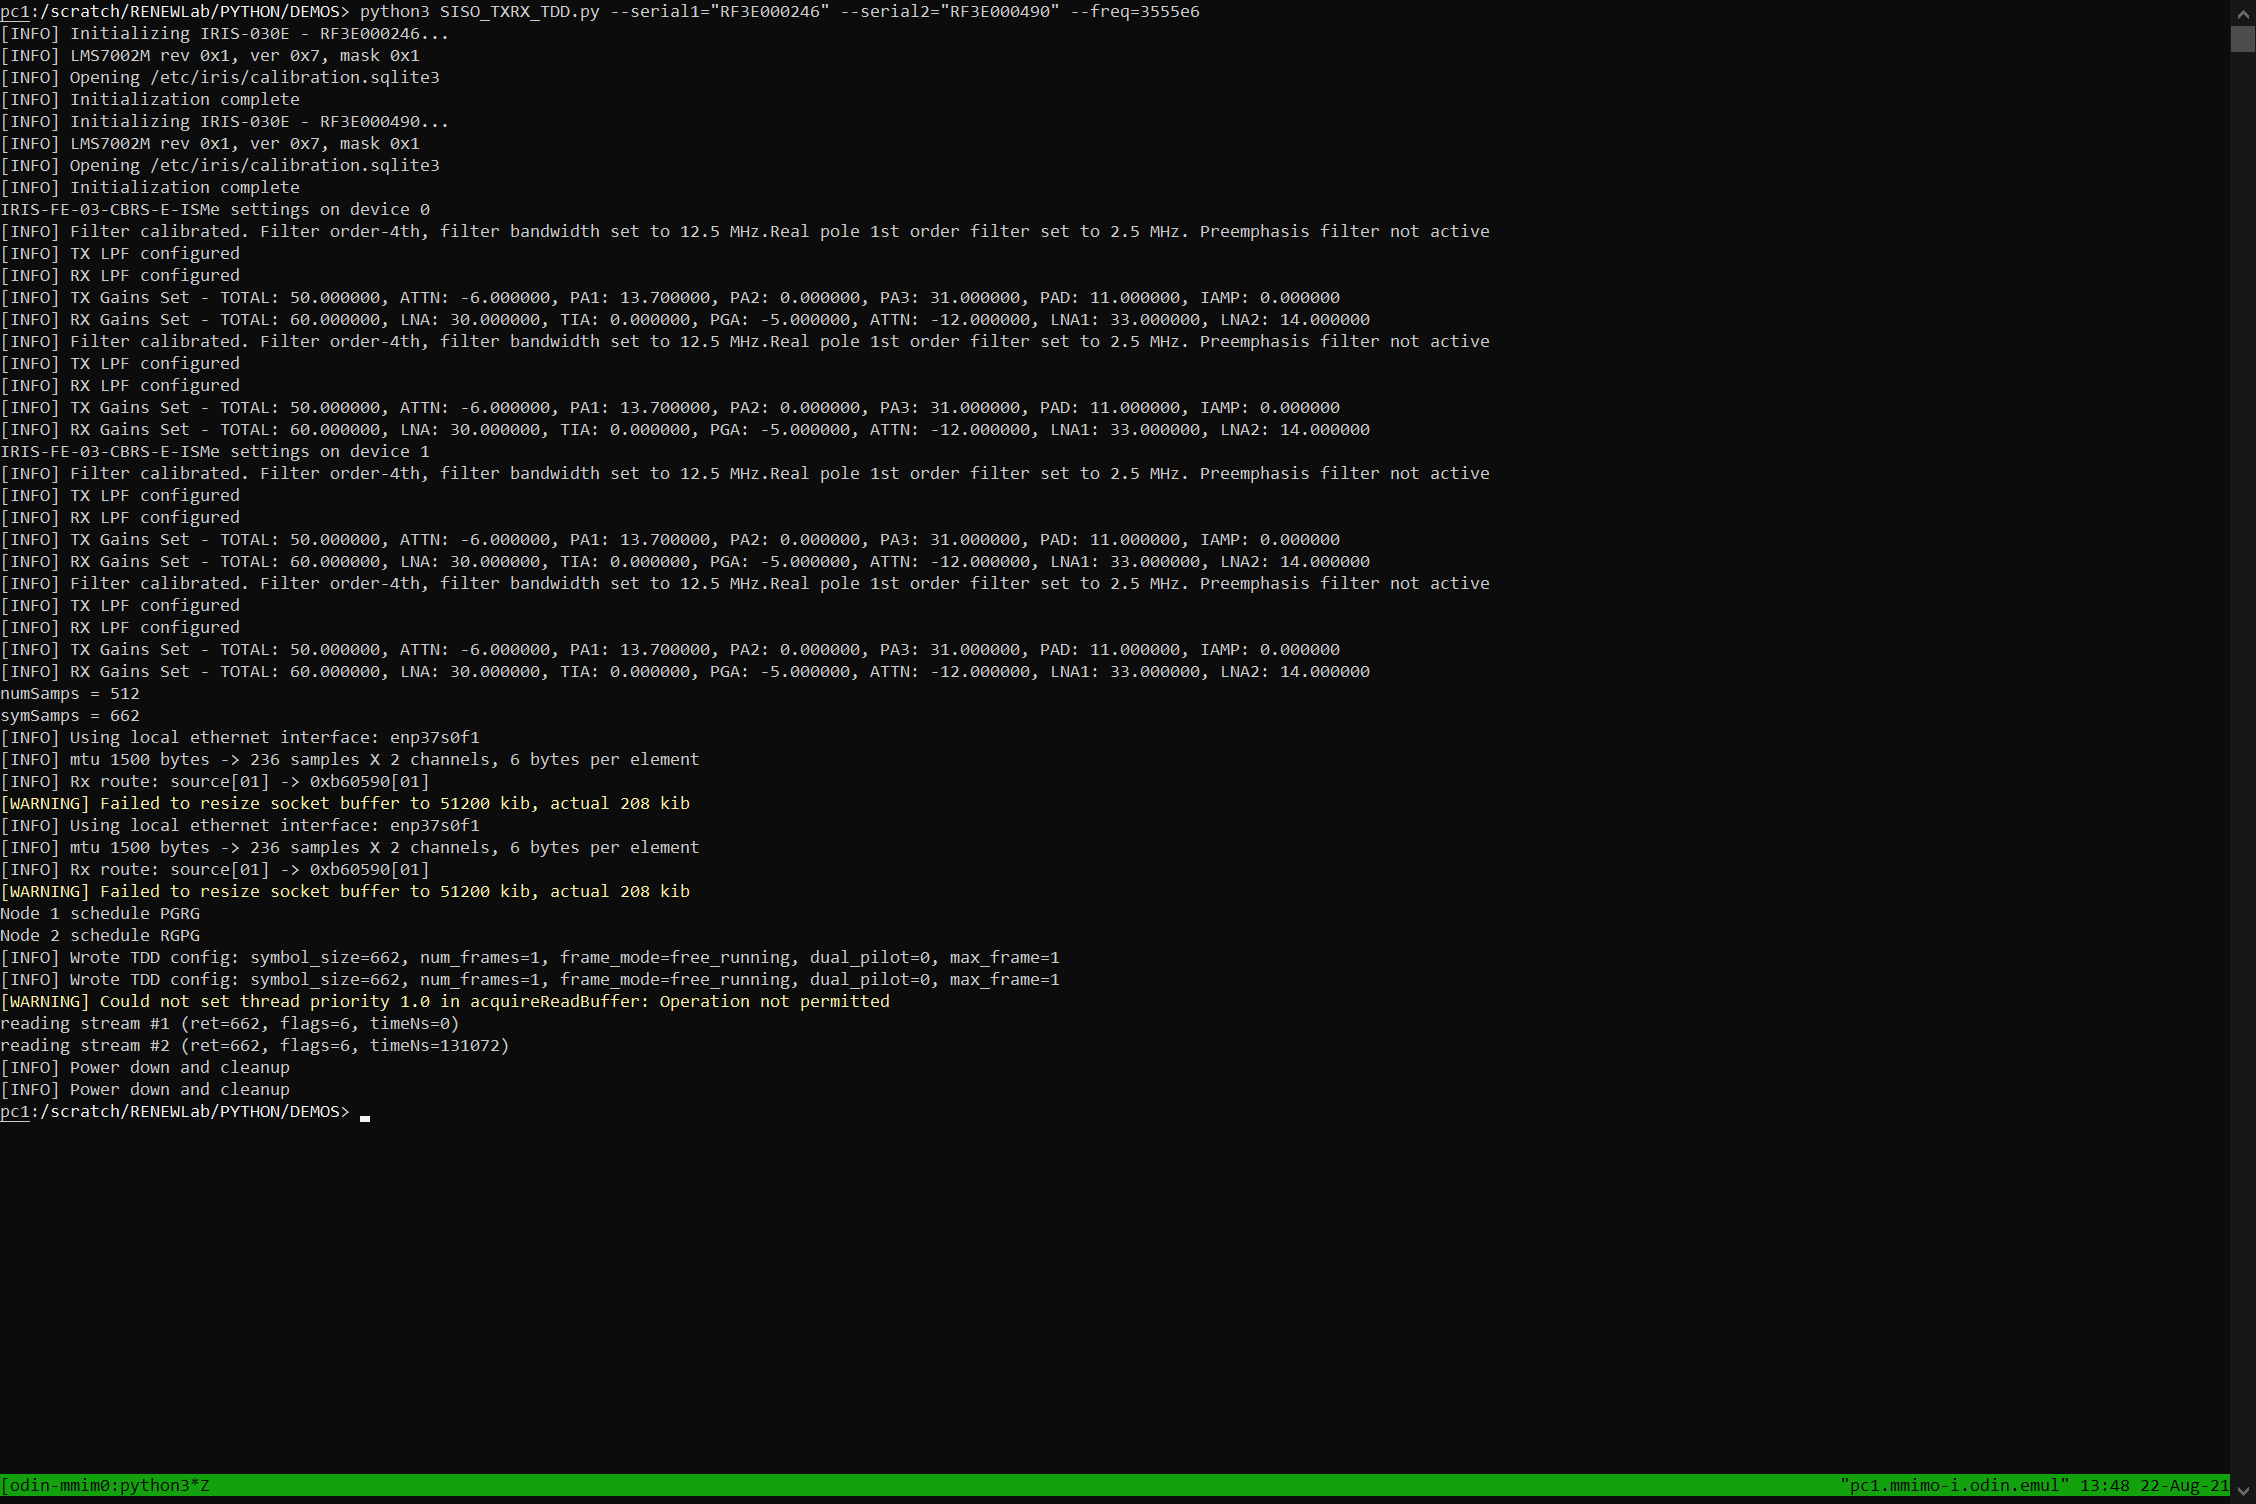 pc1:/scratch/RENEWLab/PYTHON/DEMOS> python3 SISO_TXRX_TDD.py --serial1="RF3E000246" --serial2="RF3E000490" --freq=3555e6
[INFO] Initializing IRIS-030E - RF3E000246...
[INFO] LMS7002M rev 0x1, ver 0x7, mask 0x1
[INFO] Opening /etc/iris/calibration.sqlite3
[INFO] Initialization complete
[INFO] Initializing IRIS-030E - RF3E000490...
[INFO] LMS7002M rev 0x1, ver 0x7, mask 0x1
[INFO] Opening /etc/iris/calibration.sqlite3
[INFO] Initialization complete
IRIS-FE-03-CBRS-E-ISMe settings on device 0
[INFO] Filter calibrated. Filter order-4th, filter bandwidth set to 12.5 MHz.Real pole 1st order filter set to 2.5 MHz. Preemphasis filter not active
[INFO] TX LPF configured
[INFO] RX LPF configured
[INFO] TX Gains Set - TOTAL: 50.000000, ATTN: -6.000000, PA1: 13.700000, PA2: 0.000000, PA3: 31.000000, PAD: 11.000000, IAMP: 0.000000
[INFO] RX Gains Set - TOTAL: 60.000000, LNA: 30.000000, TIA: 0.000000, PGA: -5.000000, ATTN: -12.000000, LNA1: 33.000000, LNA2: 14.000000
[INFO] Filter calibrated. Filter order-4th, filter bandwidth set to 12.5 MHz.Real pole 1st order filter set to 2.5 MHz. Preemphasis filter not active
[INFO] TX LPF configured
[INFO] RX LPF configured
[INFO] TX Gains Set - TOTAL: 50.000000, ATTN: -6.000000, PA1: 13.700000, PA2: 0.000000, PA3: 31.000000, PAD: 11.000000, IAMP: 0.000000
[INFO] RX Gains Set - TOTAL: 60.000000, LNA: 30.000000, TIA: 0.000000, PGA: -5.000000, ATTN: -12.000000, LNA1: 33.000000, LNA2: 14.000000
IRIS-FE-03-CBRS-E-ISMe settings on device 1
[INFO] Filter calibrated. Filter order-4th, filter bandwidth set to 12.5 MHz.Real pole 1st order filter set to 2.5 MHz. Preemphasis filter not active
[INFO] TX LPF configured
[INFO] RX LPF configured
[INFO] TX Gains Set - TOTAL: 50.000000, ATTN: -6.000000, PA1: 13.700000, PA2: 0.000000, PA3: 31.000000, PAD: 11.000000, IAMP: 0.000000
[INFO] RX Gains Set - TOTAL: 60.000000, LNA: 30.000000, TIA: 0.000000, PGA: -5.000000, ATTN: -12.000000, LNA1: 33.000000, LNA2: 14.000000
[INFO] Filter calibrated. Filter order-4th, filter bandwidth set to 12.5 MHz.Real pole 1st order filter set to 2.5 MHz. Preemphasis filter not active
[INFO] TX LPF configured
[INFO] RX LPF configured
[INFO] TX Gains Set - TOTAL: 50.000000, ATTN: -6.000000, PA1: 13.700000, PA2: 0.000000, PA3: 31.000000, PAD: 11.000000, IAMP: 0.000000
[INFO] RX Gains Set - TOTAL: 60.000000, LNA: 30.000000, TIA: 0.000000, PGA: -5.000000, ATTN: -12.000000, LNA1: 33.000000, LNA2: 14.000000
numSamps = 512
symSamps = 662
[INFO] Using local ethernet interface: enp37s0f1
[INFO] mtu 1500 bytes -> 236 samples X 2 channels, 6 bytes per element
[INFO] Rx route: source[01] -> 0xb60590[01]
[WARNING] Failed to resize socket buffer to 51200 kib, actual 208 kib
[INFO] Using local ethernet interface: enp37s0f1
[INFO] mtu 1500 bytes -> 236 samples X 2 channels, 6 bytes per element
[INFO] Rx route: source[01] -> 0xb60590[01]
[WARNING] Failed to resize socket buffer to 51200 kib, actual 208 kib
Node 1 schedule PGRG
Node 2 schedule RGPG
[INFO] Wrote TDD config: symbol_size=662, num_frames=1, frame_mode=free_running, dual_pilot=0, max_frame=1
[INFO] Wrote TDD config: symbol_size=662, num_frames=1, frame_mode=free_running, dual_pilot=0, max_frame=1
[WARNING] Could not set thread priority 1.0 in acquireReadBuffer: Operation not permitted
reading stream #1 (ret=662, flags=6, timeNs=0)
reading stream #2 (ret=662, flags=6, timeNs=131072)
[INFO] Power down and cleanup
[INFO] Power down and cleanup
pc1:/scratch/RENEWLab/PYTHON/DEMOS>
[odin-mmim0:python3*Z "pc1.mmimo-i.odin.emul" 13:48 22-Aug-21